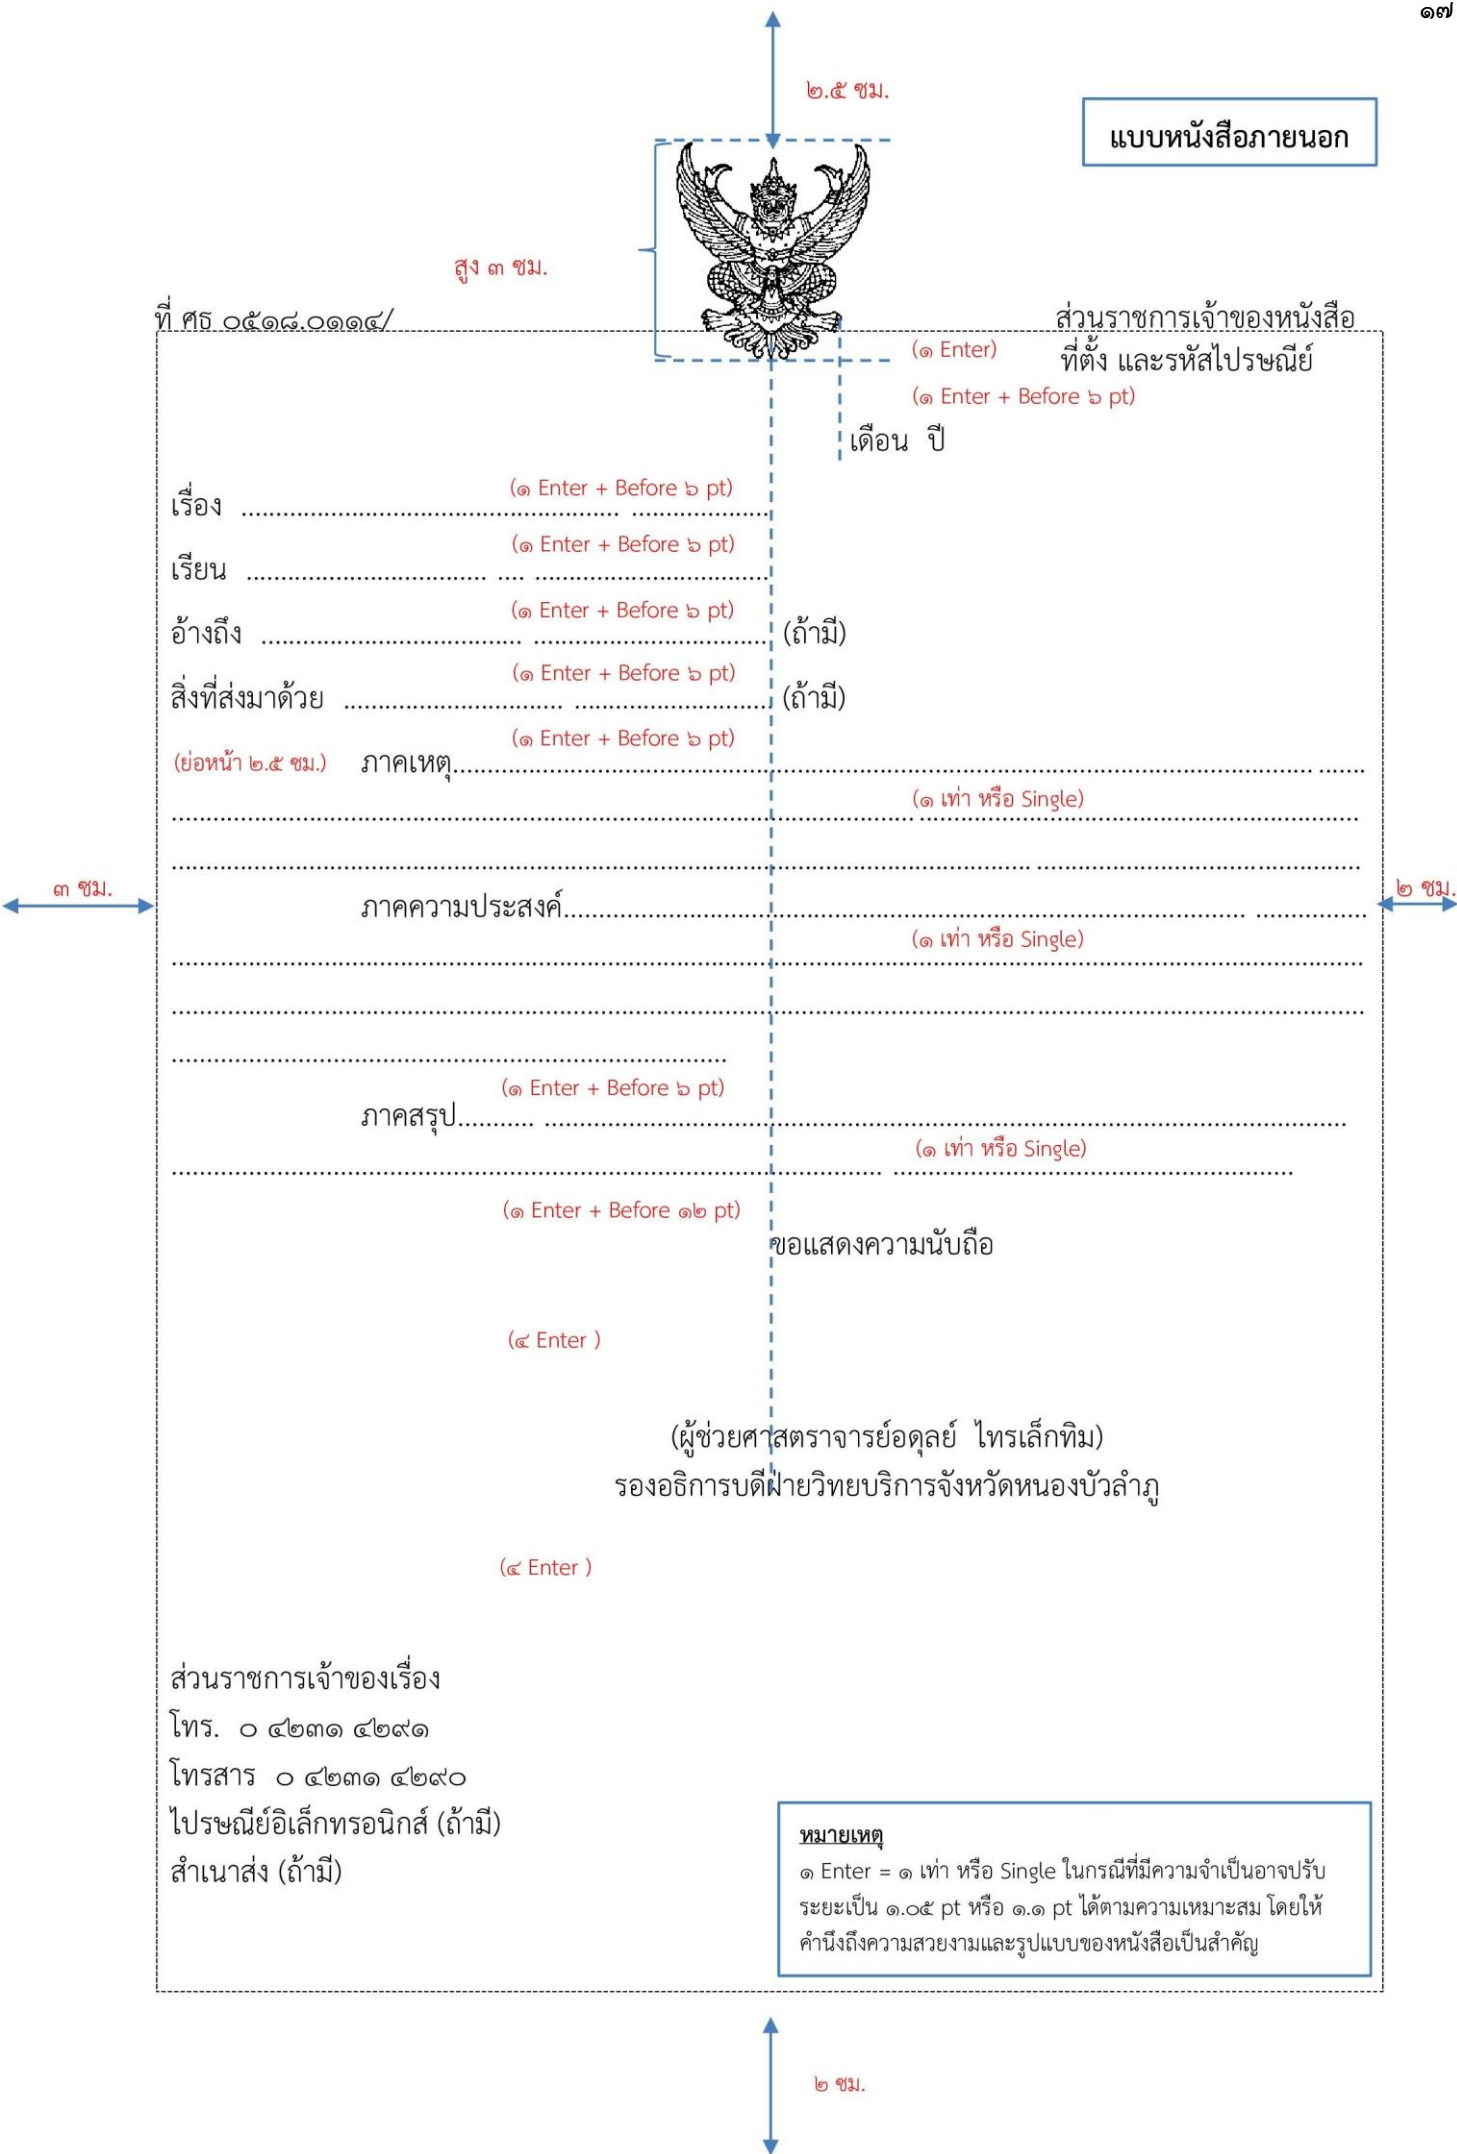 ๑๗
๒.๕ ซม.
แบบหนังสือภายนอก
สูง ๓ ซม.
ที่ ศธ ๐๕๑๘.๐๑๑๔/
ส่วนราชการเจ้าของหนังสือ
(๑ Enter)
ที่ตั้ง และรหัสไปรษณีย์
(๑ Enter + Before ๖ pt)
เดือน ปี
(๑ Enter + Before ๖ pt)
เรื่อง ....................................................... ....................
(๑ Enter + Before ๖ pt)
เรียน ................................... .... ..................................
(๑ Enter + Before ๖ pt)
อ้างถึง ...................................... .................................. (ถ้ามี)
(๑ Enter + Before ๖ pt)
สิ่งที่ส่งมาด้วย ................................ ............................. (ถ้ามี)
(๑ Enter + Before ๖ pt)
(ย่อหน้า ๒.๕ ซม.) ภาคเหตุ.............................................................................................................................. .......
(๑ เท่า หรือ Single)
๓ ซม.
๒ ซม.
ภาคความประสงค์................................................................................................... ................
(๑ เท่า หรือ Single)
(๑ Enter + Before ๖ pt)
ภาคสรุป........... .....................................................................................................................
(๑ เท่า หรือ Single)
(๑ Enter + Before ๑๒ pt)
ขอแสดงความนับถือ
(๔ Enter )
(ผู้ช่วยศาสตราจารย์อดุลย์ ไทรเล็กทิม)
รองอธิการบดีฝ่ายวิทยบริการจังหวัดหนองบัวลำภู
(๔ Enter )
ส่วนราชการเจ้าของเรื่อง
โทร. ๐ ๔๒๓๑ ๔๒๙๑
โทรสาร ๐ ๔๒๓๑ ๔๒๙๐
ไปรษณีย์อิเล็กทรอนิกส์ (ถ้ามี)
สำเนาส่ง (ถ้ามี)
หมายเหตุ
๑ Enter = ๑ เท่า หรือ Single ในกรณีที่มีความจำเป็นอาจปรับ
ระยะเป็น ๑.๐๕ pt หรือ ๑.๑ pt ได้ตามความเหมาะสม โดยให้
คำนึงถึงความสวยงามและรูปแบบของหนังสือเป็นสำคัญ
๒ ซม.